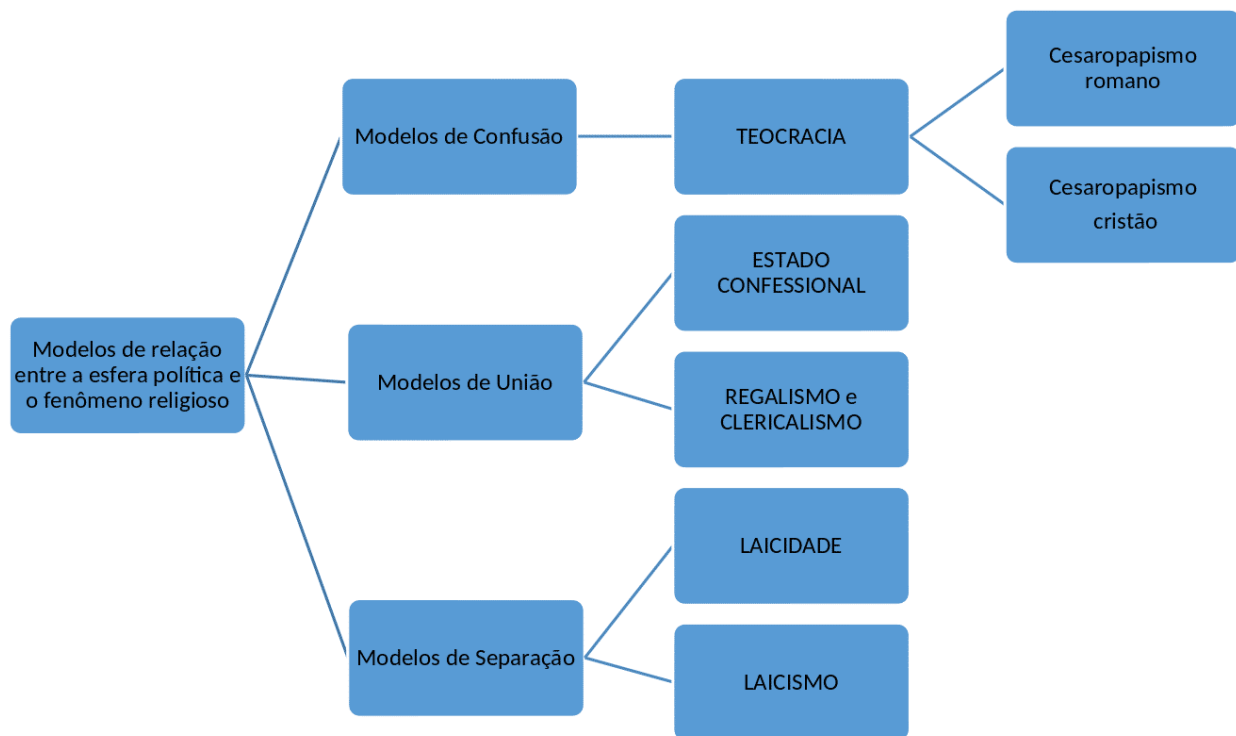 Modelos de relação
entre a esfera política e
o fenômeno religioso
Modelos de Confusão
TEOCRACIA
Cesaropapismo
romano
Cesaropapismo
cristão
Modelos de União
ESTADO
CONFESSIONAL
REGALISMO e
CLERICALISMO
Modelos de Separação
LAICIDADE
LAICISMO